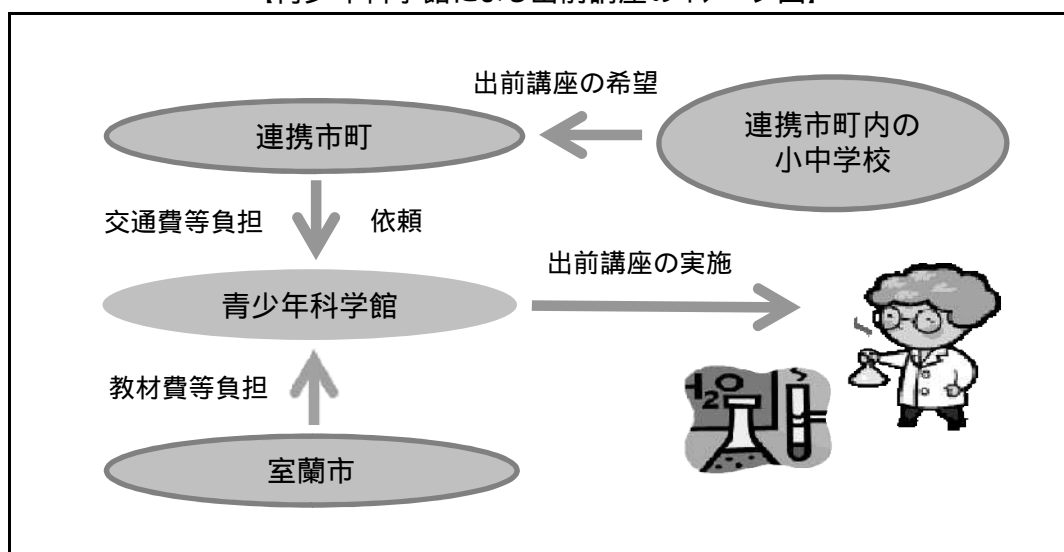 出前講座の希望
連携市町
連携市町内の
小中学校
交通費等負担
依頼
出前講座の実施
青少年科学館
教材費等負担
H₂O
室蘭市